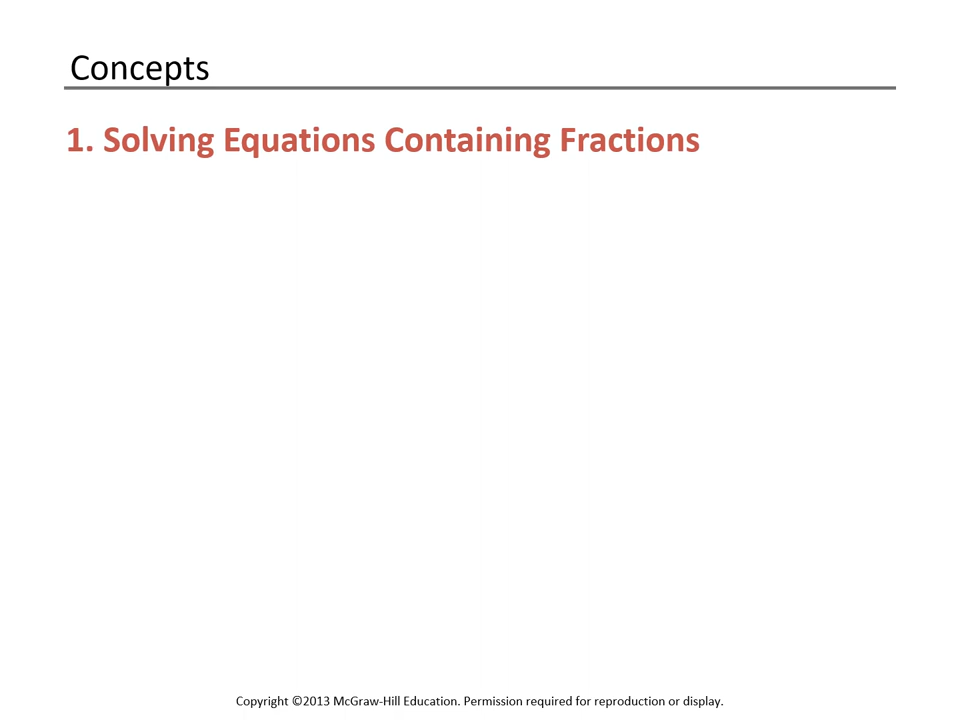 Concepts
1. Solving Equations Containing Fractions
Copyright ©2013 McGraw-Hill Education. Permission required for reproduction or display.